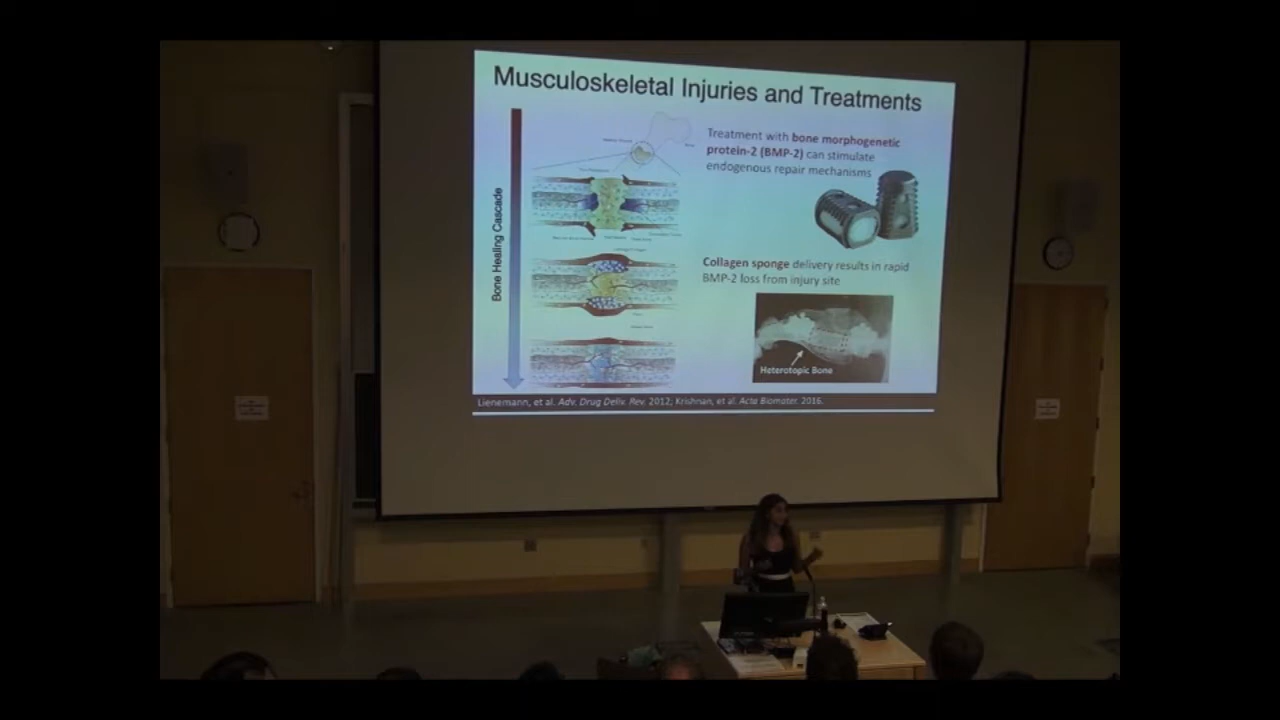 Musculoskeletal Injuries and Treatments
Bone Healing Cascade
Treatment with bone morphogenetic
protein-2 (BMP-2) can stimulate
endogenous repair mechanisms
Collagen sponge delivery results in rapid
BMP-2 loss from injury site
Heterotopic Bone
Lienemann, et al. Adv. Drug Deliv. Rev. 2012; Krishnan, et al. Acta Biomater. 2016.